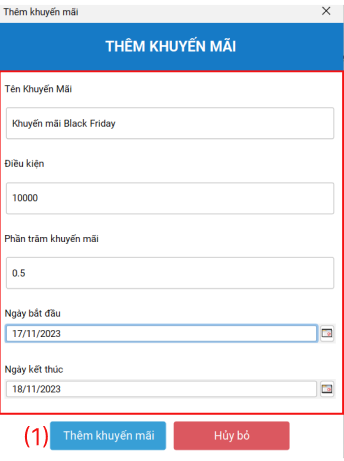 Thêm khuyến mãi
THÊM KHUYẾN MÃI
Tên Khuyến Mãi
Khuyến mãi Black Friday
Điều kiện
10000
Phần trăm khuyến mãi
0.5
Ngày bắt đầu
17/11/2023
Ngày kết thúc
18/11/2023
(1) Thêm khuyến mãi Hủy bỏ